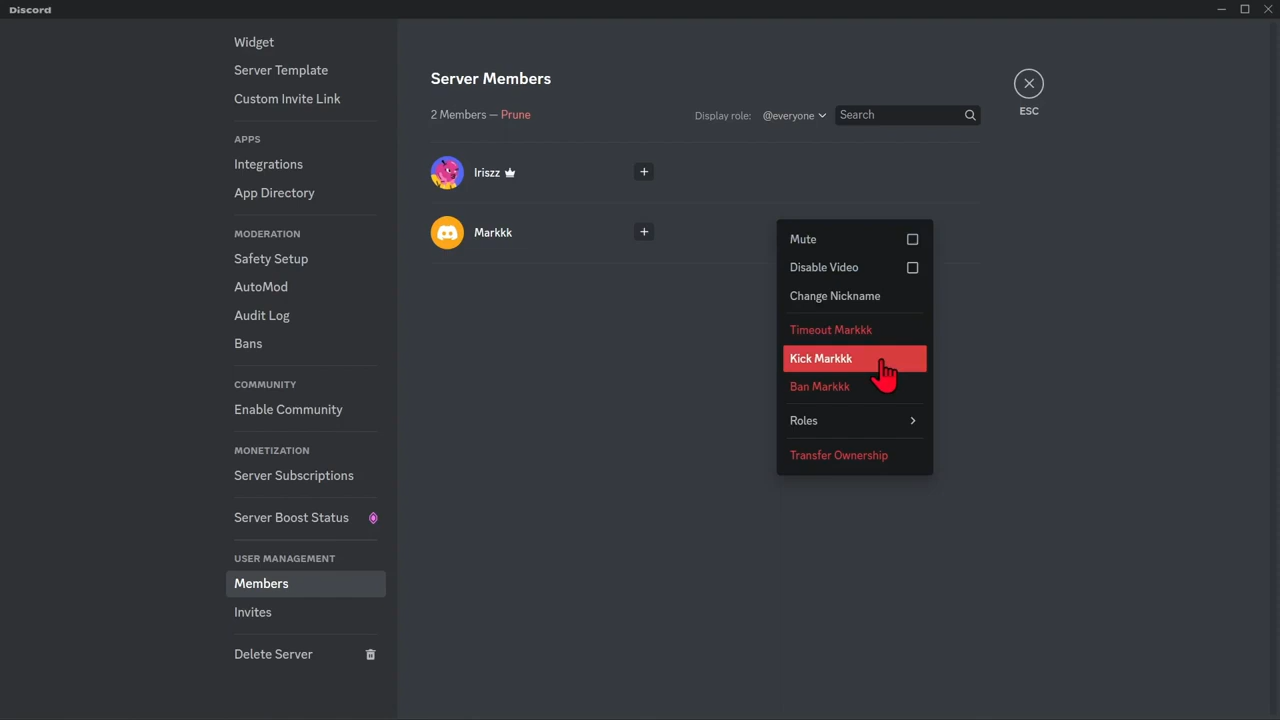 Discord
Widget
Server Template
Custom Invite Link
APPS
Integrations
App Directory
MODERATION
Safety Setup
AutoMod
Audit Log
Bans
COMMUNITY
Enable Community
MONETIZATION
Server Subscriptions
Server Boost Status
USER MANAGEMENT
Members
Invites
Delete Server
Server Members
2 Members — Prune
Display role: @everyone
Search
ESC
Iriszz
Markkk
Mute
Disable Video
Change Nickname
Timeout Markkk
Kick Markkk
Ban Markkk
Roles
Transfer Ownership